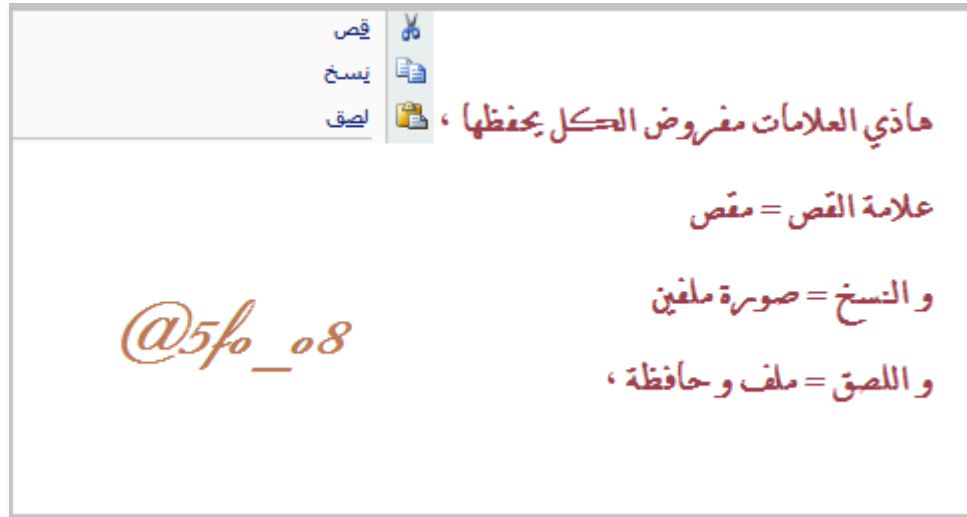 قص
نسخ
لصق
هاذي العلامات مفروض الكل يحفظها ،
علامة القص = مقص
و النسخ = صورة ملفين
و اللصق = ملف و حافظة ،
@5fo_o8